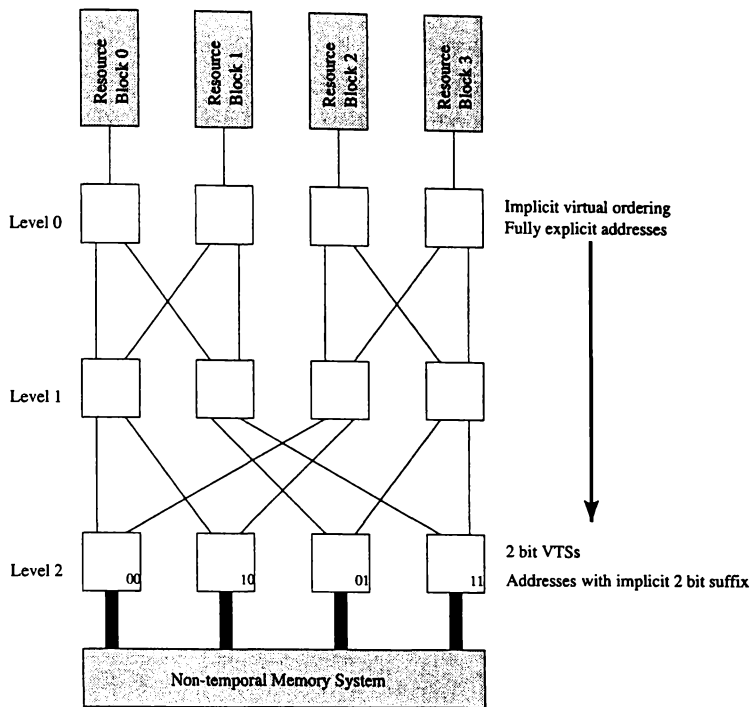 Resource
Block 0
Resource
Block 1
Resource
Block 2
Resource
Block 3
Level 0
Implicit virtual ordering
Fully explicit addresses
Level 1
Level 2
00
10
01
11
2 bit VTSs
Addresses with implicit 2 bit suffix
Non-temporal Memory System